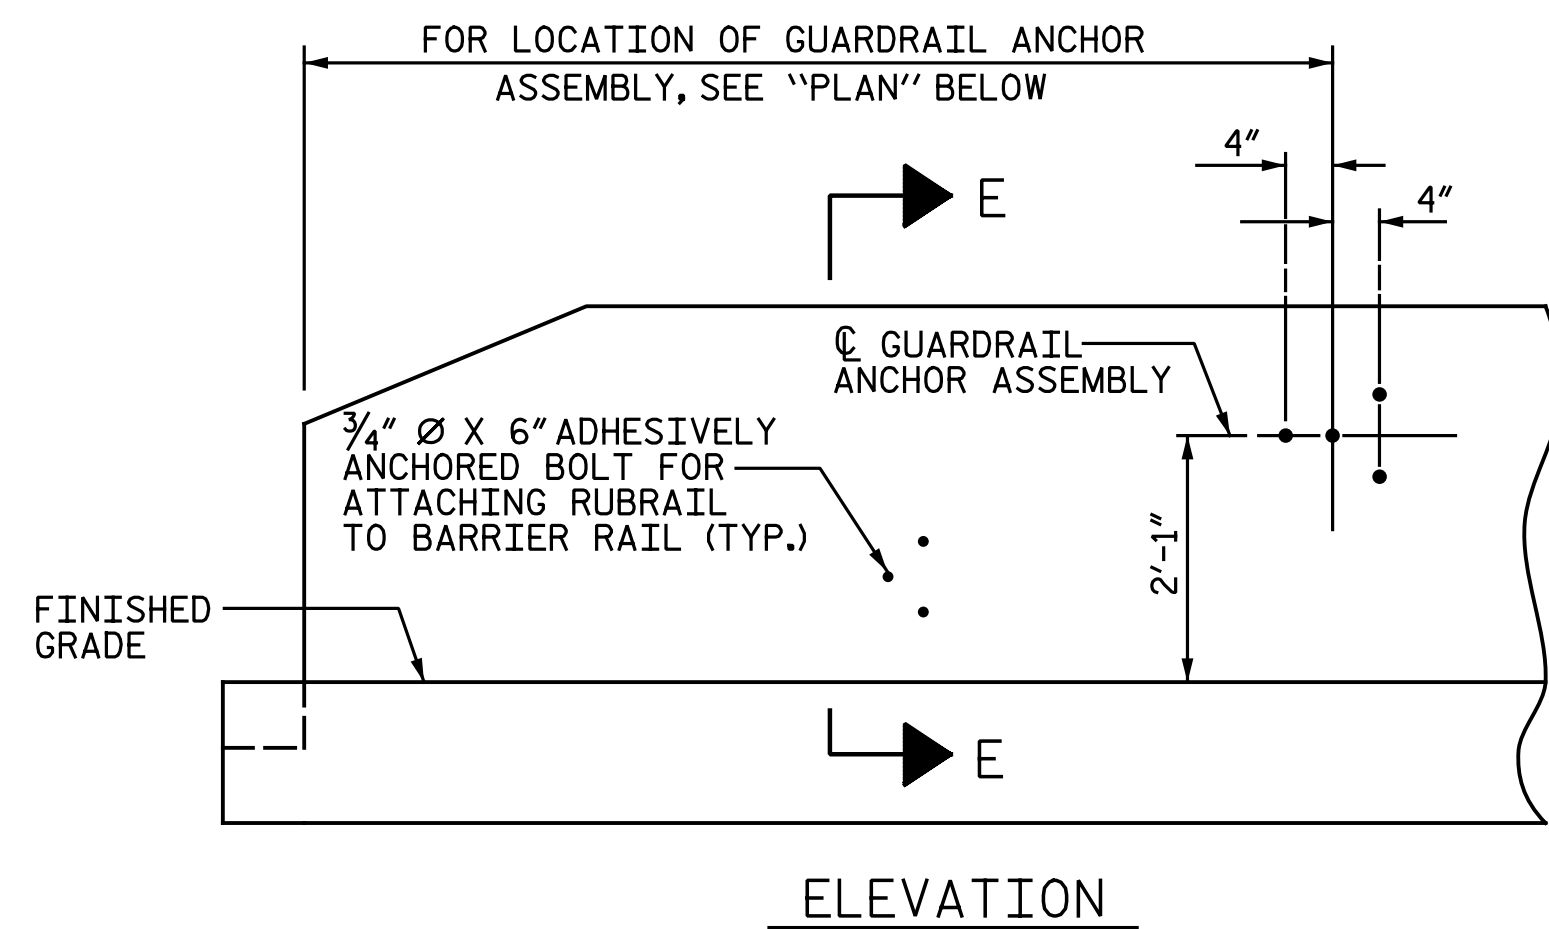 FOR LOCATION OF GUARDRAIL ANCHOR
ASSEMBLY, SEE "PLAN" BELOW
4"
4"
E
℄ GUARDRAIL
ANCHOR ASSEMBLY
3/4" Ø X 6" ADHESIVELY
ANCHORED BOLT FOR
ATTACHING RUBRAIL
TO BARRIER RAIL (TYP.)
2'-1"
FINISHED
GRADE
E
ELEVATION